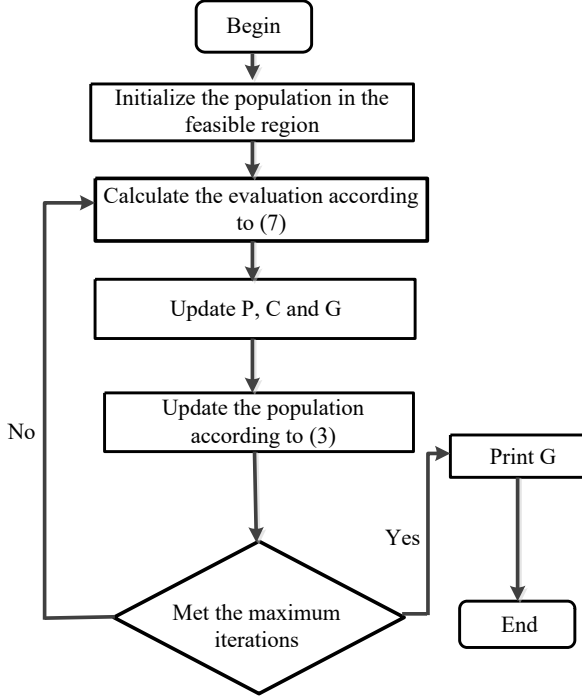 Begin
Initialize the population in the
feasible region
Calculate the evaluation according
to (7)
Update P, C and G
Update the population
according to (3)
No
Print G
Yes
Met the maximum
iterations
End